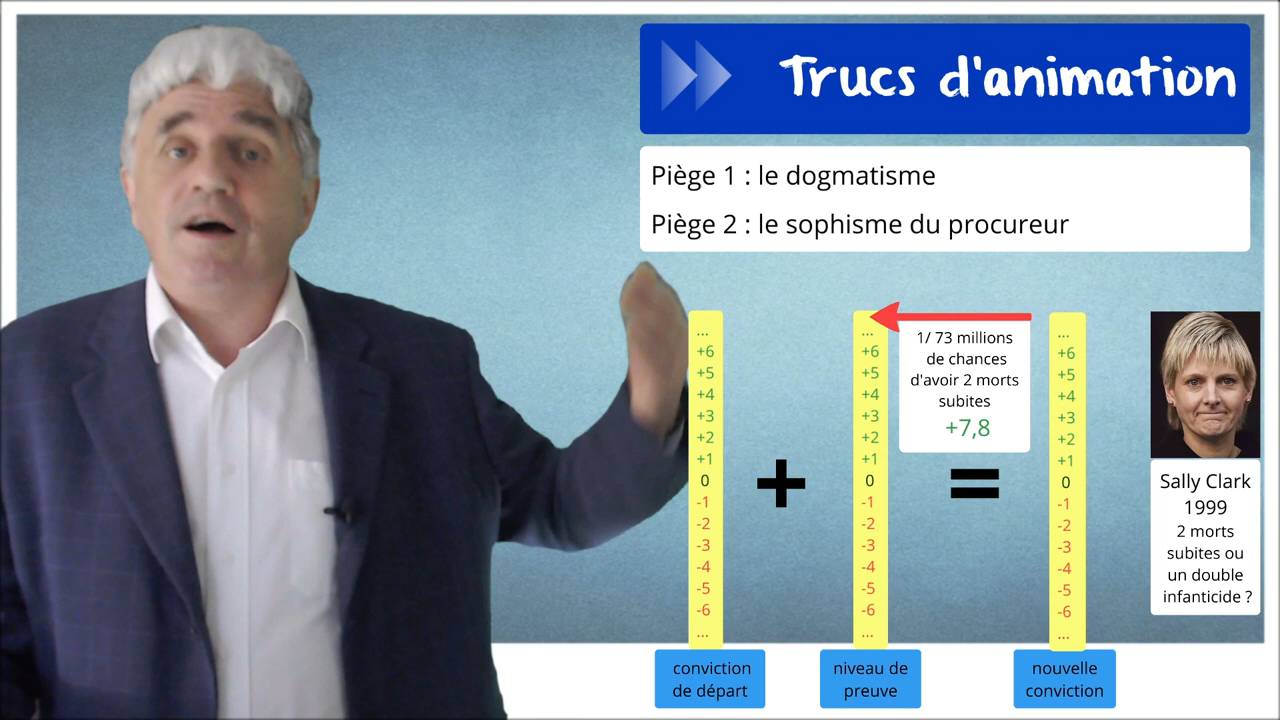 Trucs d'animation
Piège 1 : le dogmatisme
Piège 2 : le sophisme du procureur
...
+6
+5
+4
+3
+2
+1
0
-1
-2
-3
-4
-5
-6
...
conviction
de départ
+
...
+6
+5
+4
+3
+2
+1
0
-1
-2
-3
-4
-5
-6
...
niveau de
preuve
1/ 73 millions
de chances
d'avoir 2 morts
subites
+7,8
=
...
+6
+5
+4
+3
+2
+1
0
-1
-2
-3
-4
-5
-6
...
nouvelle
conviction
Sally Clark
1999
2 morts
subites ou
un double
infanticide ?